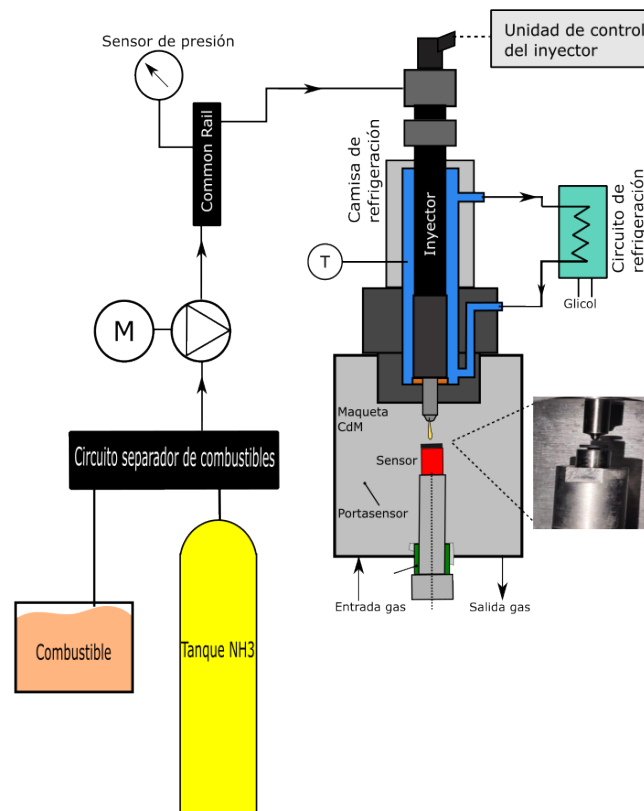 Unidad de control
del inyector
Sensor de presión
Common Rail
Camisa de
refrigeración
Inyector
Circuito de
refrigeración
T
Glicol
M
Maqueta
CdM
Sensor
Circuito separador de combustibles
Portasensor
Entrada gas
Salida gas
Combustible
Tanque NH3